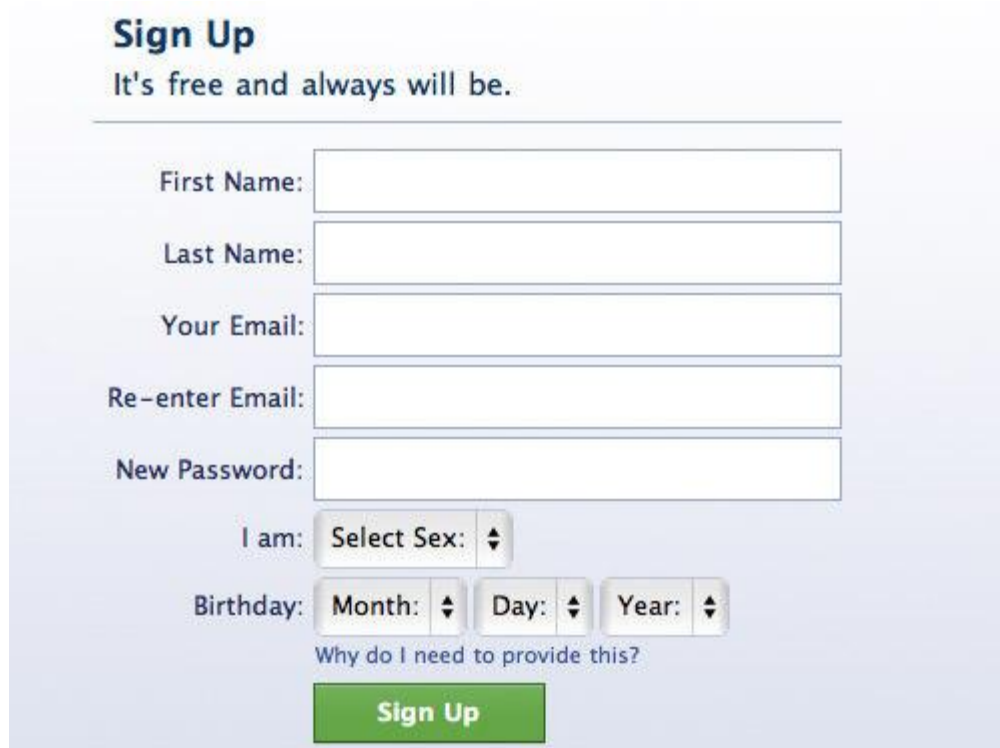 Sign Up
It's free and always will be.
First Name:
Last Name:
Your Email:
Re-enter Email:
New Password:
I am: Select Sex:
Birthday: Month: Day: Year:
Why do I need to provide this?
Sign Up